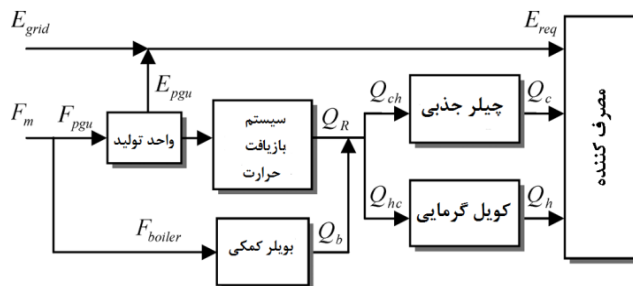 E_grid
E_req
E_pgu
F_m
F_pgu
واحد تولید
سیستم
بازیافت
حرارت
Q_R
Q_ch
چیلر جذبی
Q_c
مصرف کننده
Q_hc
کویل گرمایی
Q_h
F_boiler
بویلر کمکی
Q_b